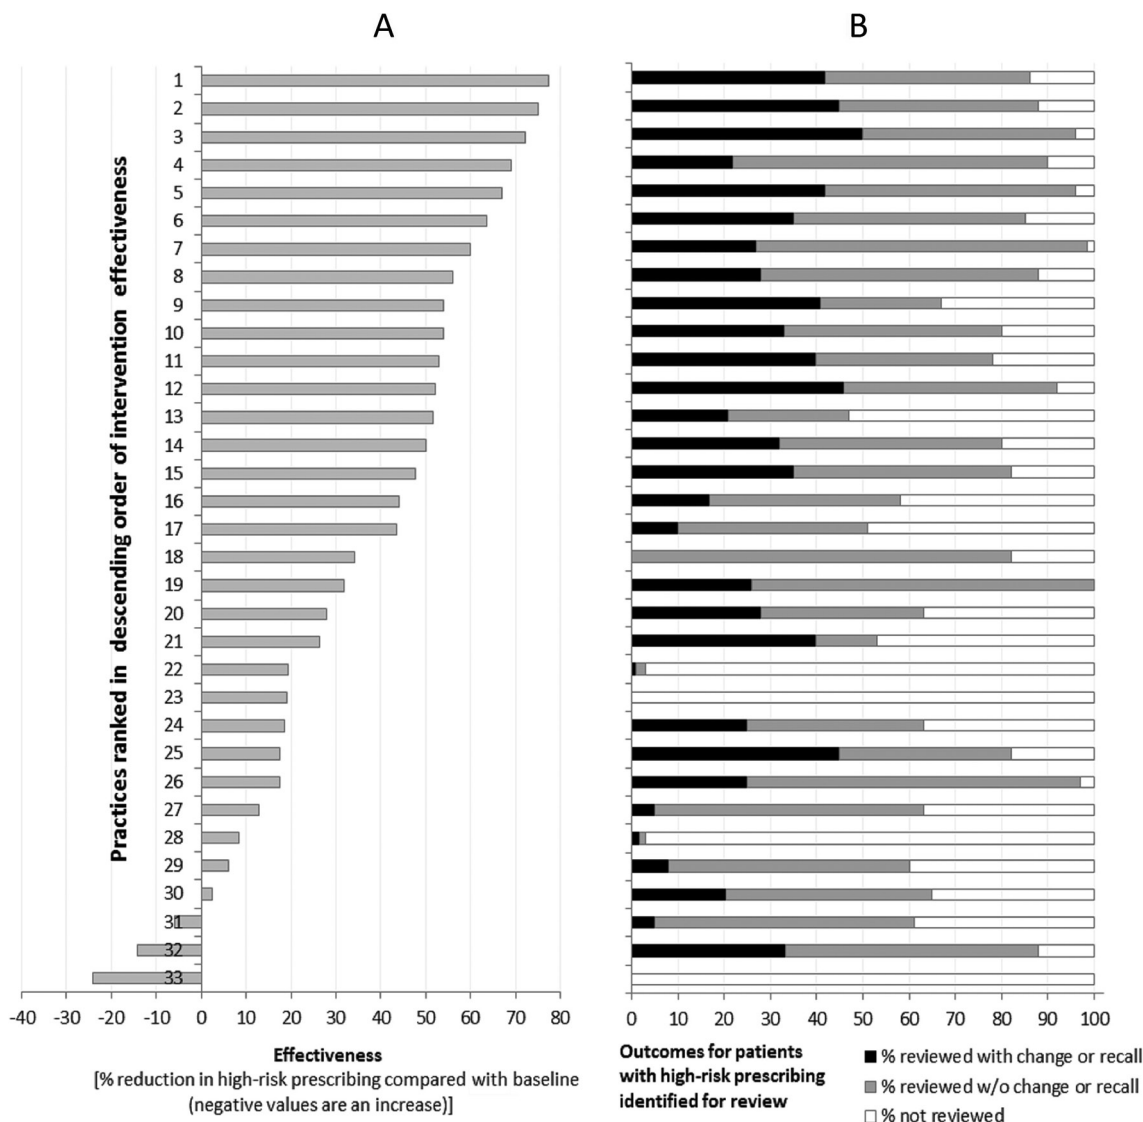 A
B
Practices ranked in descending order of intervention effectiveness
1
2
3
4
5
6
7
8
9
10
11
12
13
14
15
16
17
18
19
20
21
22
23
24
25
26
27
28
29
30
31
32
33
-40 -30 -20 -10 0 10 20 30 40 50 60 70 80
Effectiveness
[% reduction in high-risk prescribing compared with baseline
(negative values are an increase)]
0 10 20 30 40 50 60 70 80 90 100
Outcomes for patients
with high-risk prescribing
identified for review
% reviewed with change or recall
% reviewed w/o change or recall
% not reviewed